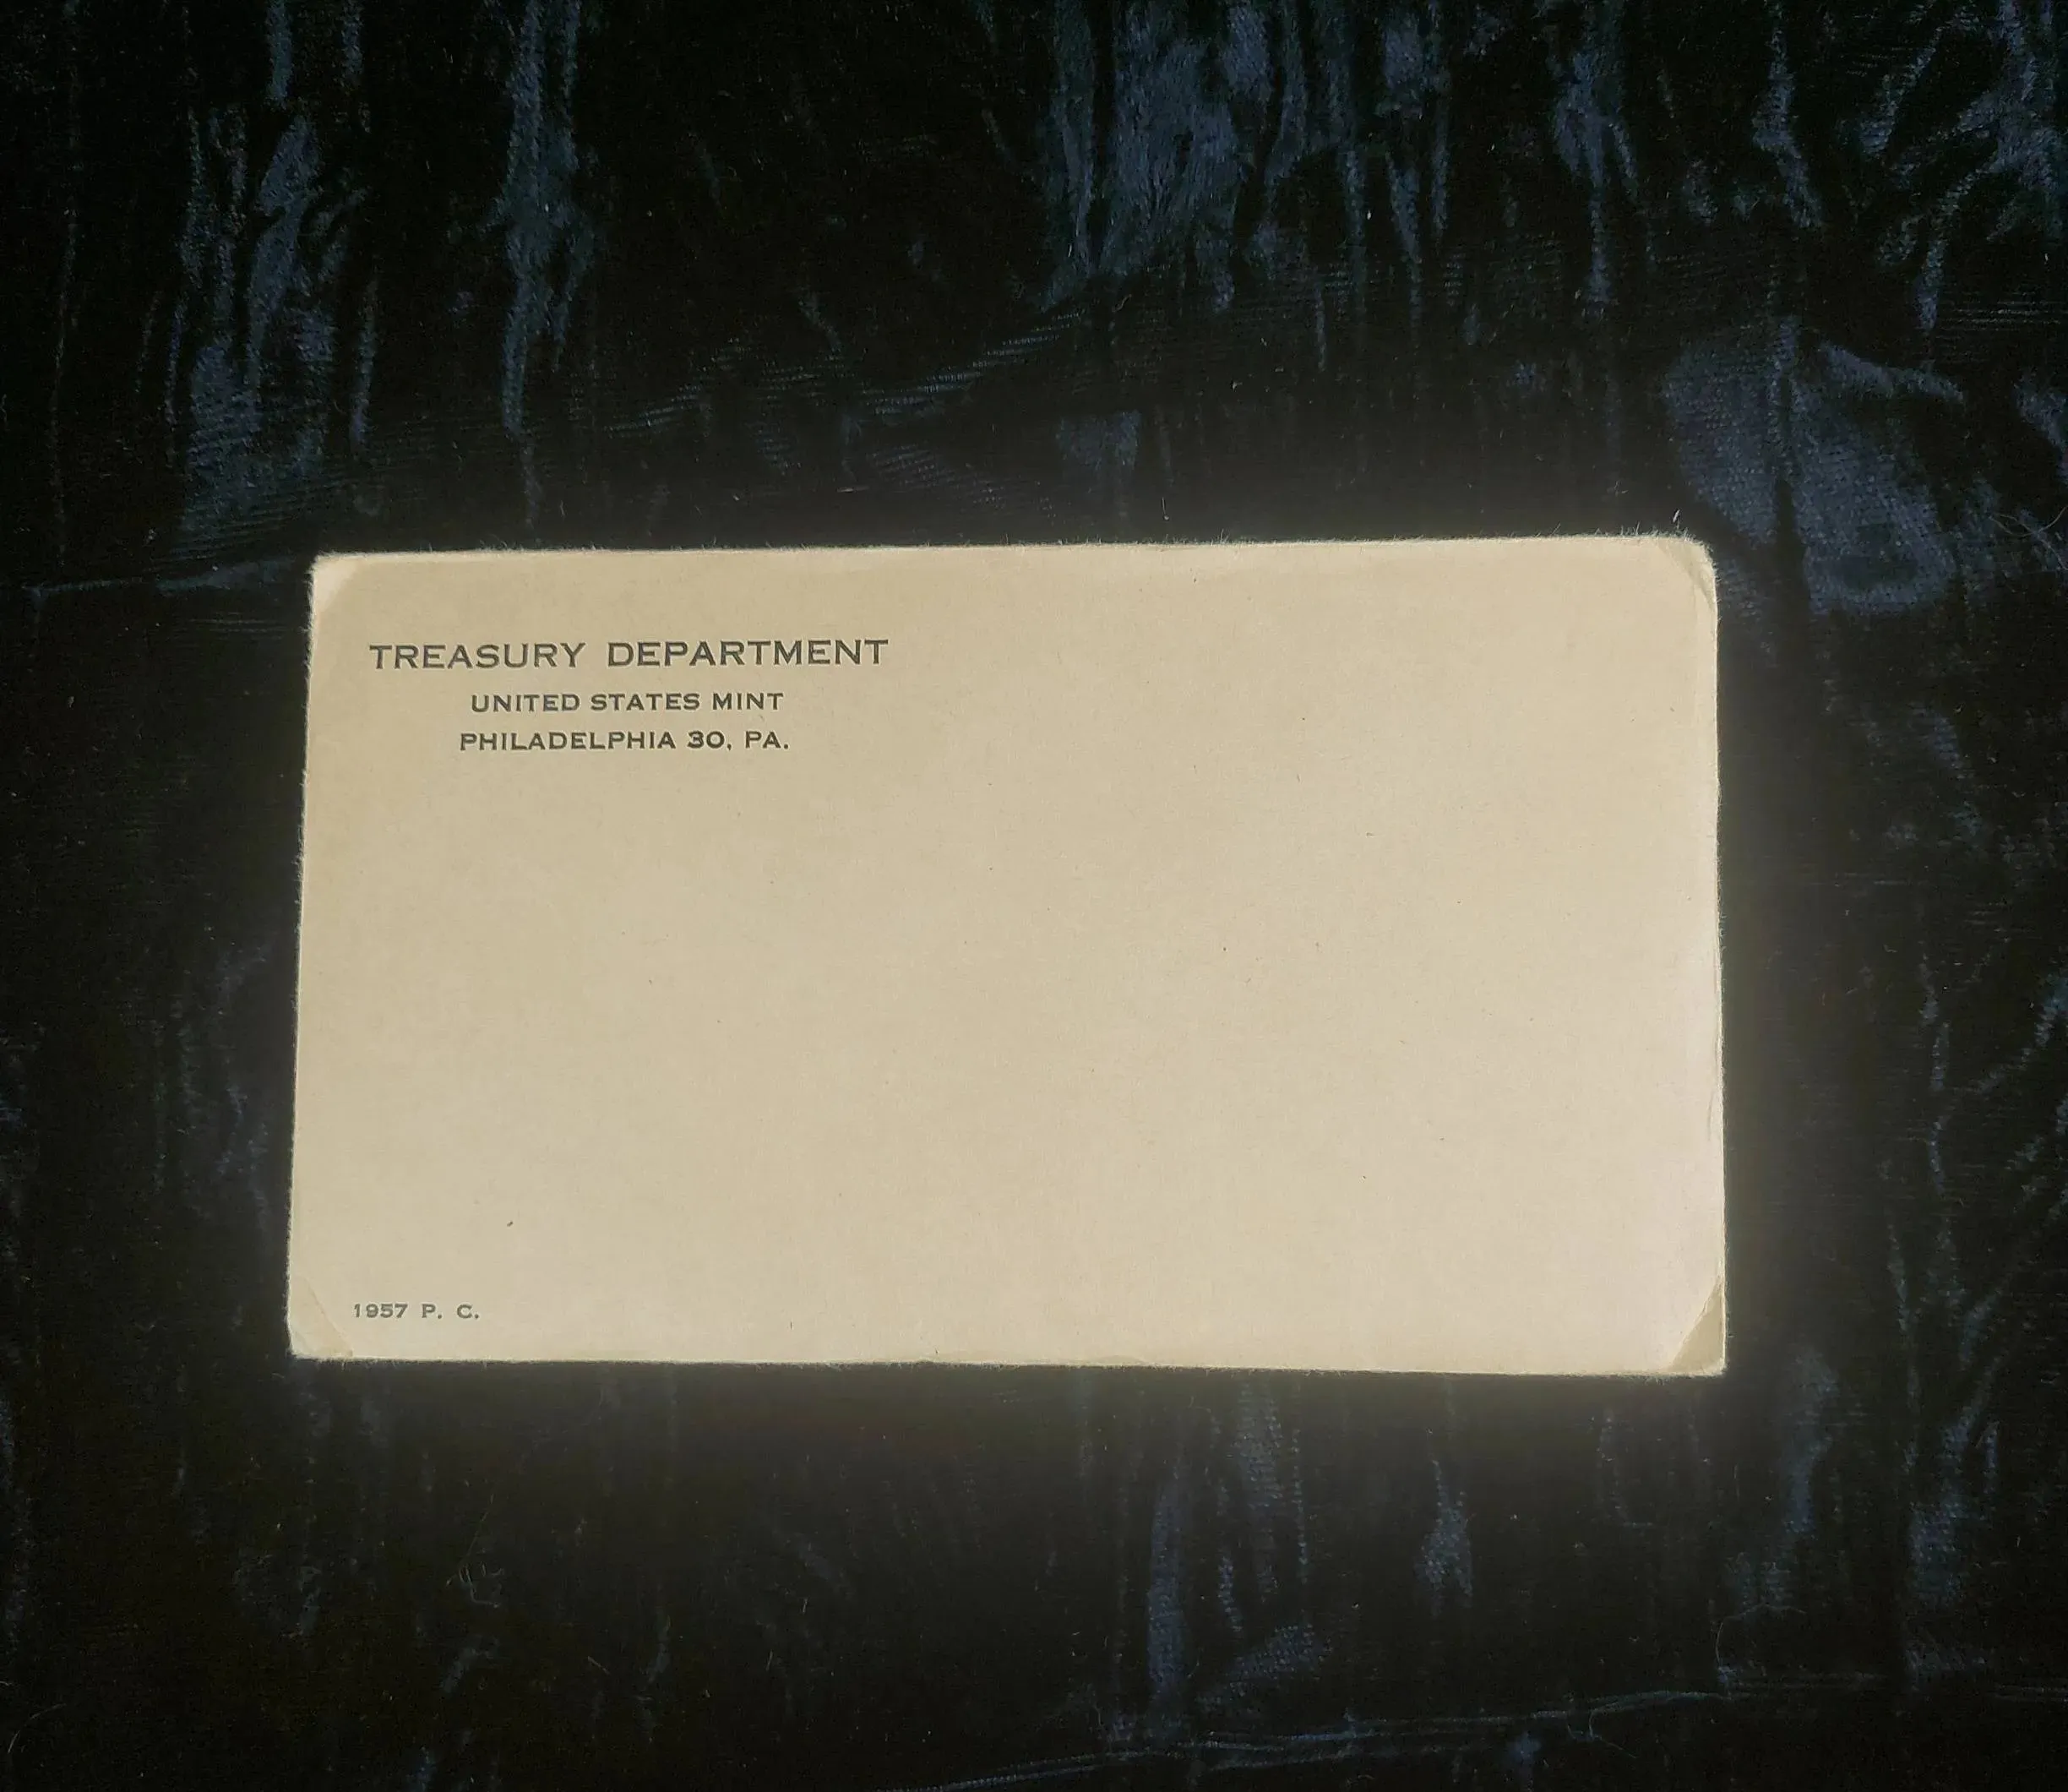 TREASURY DEPARTMENT
UNITED STATES MINT
PHILADELPHIA 30, PA.
1957 P. C.